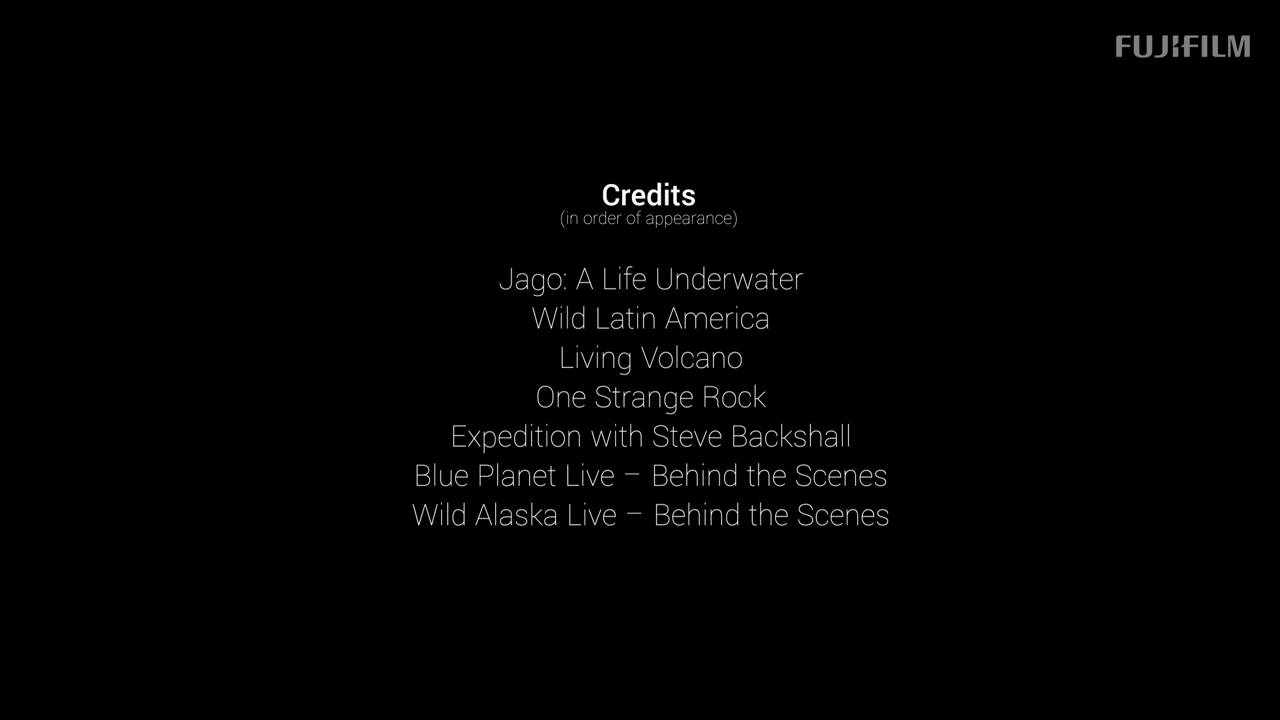 FUJIFILM
Credits
(in order of appearance)
Jago: A Life Underwater
Wild Latin America
Living Volcano
One Strange Rock
Expedition with Steve Backshall
Blue Planet Live – Behind the Scenes
Wild Alaska Live – Behind the Scenes